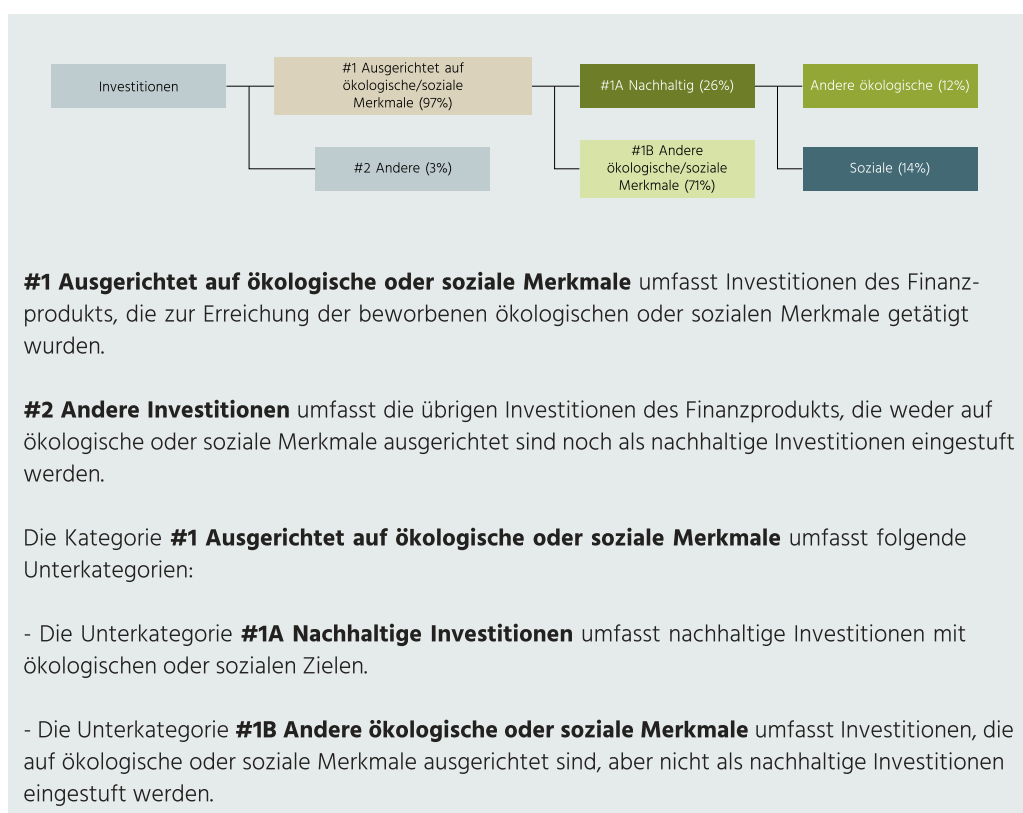 Investitionen
#1 Ausgerichtet auf
ökologische/soziale
Merkmale (97%)
#1A Nachhaltig (26%)
Andere ökologische (12%)
#2 Andere (3%)
#1B Andere
ökologische/soziale
Merkmale (71%)
Soziale (14%)
#1 Ausgerichtet auf ökologische oder soziale Merkmale umfasst Investitionen des Finanz-
produkts, die zur Erreichung der beworbenen ökologischen oder sozialen Merkmale getätigt
wurden.
#2 Andere Investitionen umfasst die übrigen Investitionen des Finanzprodukts, die weder auf
ökologische oder soziale Merkmale ausgerichtet sind noch als nachhaltige Investitionen eingestuft
werden.
Die Kategorie #1 Ausgerichtet auf ökologische oder soziale Merkmale umfasst folgende
Unterkategorien:
- Die Unterkategorie #1A Nachhaltige Investitionen umfasst nachhaltige Investitionen mit
ökologischen oder sozialen Zielen.
- Die Unterkategorie #1B Andere ökologische oder soziale Merkmale umfasst Investitionen, die
auf ökologische oder soziale Merkmale ausgerichtet sind, aber nicht als nachhaltige Investitionen
eingestuft werden.